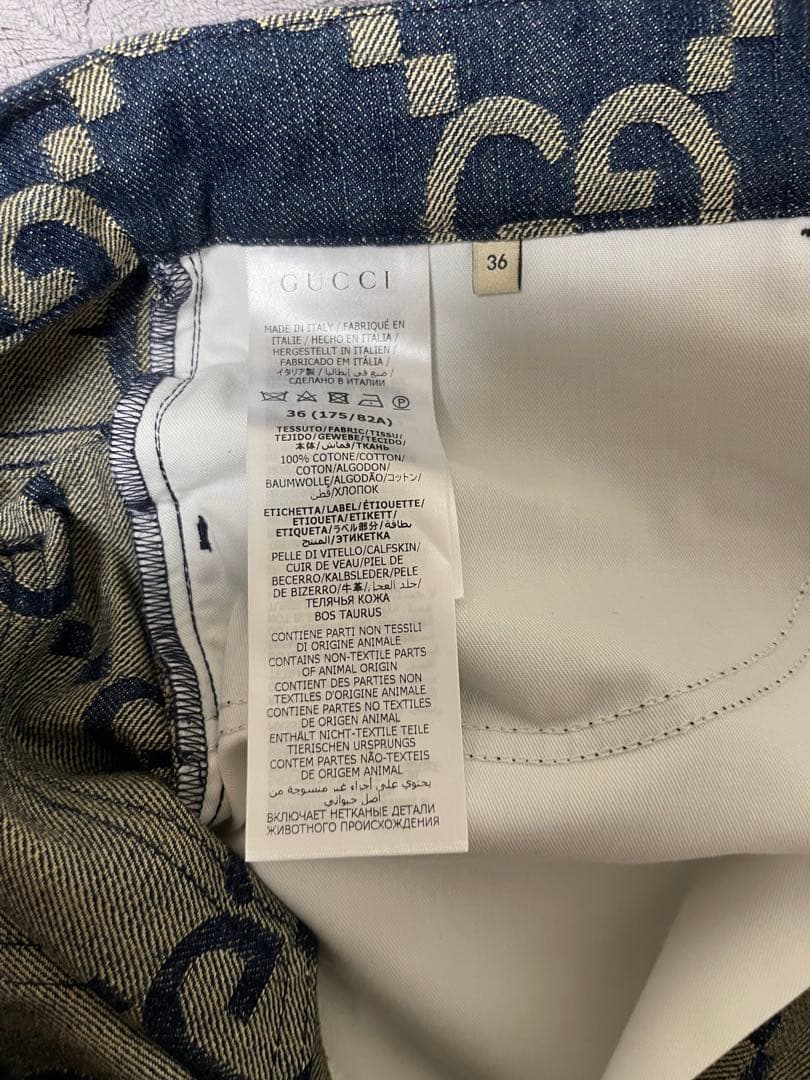 GUCCI
36
MADE IN ITALY / FABRIQUÉ EN
ITALIE / HECHO EN ITALIA /
HERGESTELLT IN ITALIEN /
FABRICADO EM ITÁLIA /
イタリア製 / صنع في إيطاليا /
СДЕЛАНО В ИТАЛИИ
P
36 (175/82A)
TESSUTO/FABRIC/TISSU/
TEJIDO/GEWEBE/TECIDO/
本体/قماش/ТКАНЬ
100% COTONE/COTTON/
COTON/ALGODON/
BAUMWOLLE/ALGODÃO/コットン/
قطن/ХЛОПОК
ETICHETTA/LABEL/ÉTIQUETTE/
ETIQUETA/ETIKETT/
ETIQUETA/ラベル部分/بطاقة
المنتج/ЭТИКЕТКА
PELLE DI VITELLO/CALFSKIN/
CUIR DE VEAU/PIEL DE
BECERRO/KALBSLEDER/PELE
DE BIZERRO/牛革/جلد العجل/
ТЕЛЯЧЬЯ КОЖА
BOS TAURUS
CONTIENE PARTI NON TESSILI
DI ORIGINE ANIMALE
CONTAINS NON-TEXTILE PARTS
OF ANIMAL ORIGIN
CONTIENT DES PARTIES NON
TEXTILES D'ORIGINE ANIMALE
CONTIENE PARTES NO TEXTILES
DE ORIGEN ANIMAL
ENTHÄLT NICHT-TEXTILE TEILE
TIERISCHEN URSPRUNGS
CONTEM PARTES NÃO-TEXTEIS
DE ORIGEM ANIMAL
يحتوي على أجزاء غير منسوجة من
أصل حيواني
ВКЛЮЧАЕТ НЕТКАНЫЕ ДЕТАЛИ
ЖИВОТНОГО ПРОИСХОЖДЕНИЯ